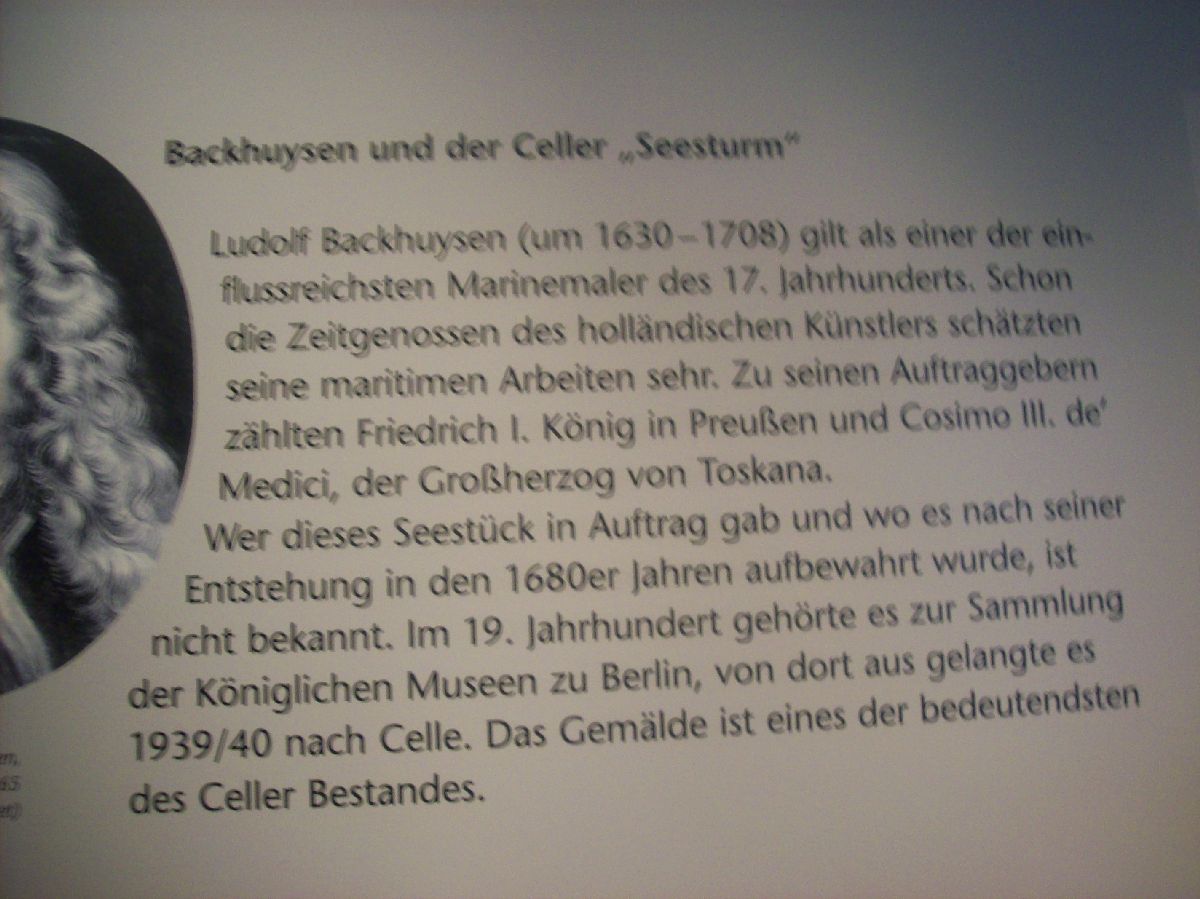 Backhuysen und der Celler „Seesturm“
Ludolf Backhuysen (um 1630–1708) gilt als einer der ein-
flussreichsten Marinemaler des 17. Jahrhunderts. Schon
die Zeitgenossen des holländischen Künstlers schätzten
seine maritimen Arbeiten sehr. Zu seinen Auftraggebern
zählten Friedrich I. König in Preußen und Cosimo III. de'
Medici, der Großherzog von Toskana.
Wer dieses Seestück in Auftrag gab und wo es nach seiner
Entstehung in den 1680er Jahren aufbewahrt wurde, ist
nicht bekannt. Im 19. Jahrhundert gehörte es zur Sammlung
der Königlichen Museen zu Berlin, von dort aus gelangte es
1939/40 nach Celle. Das Gemälde ist eines der bedeutendsten
des Celler Bestandes.